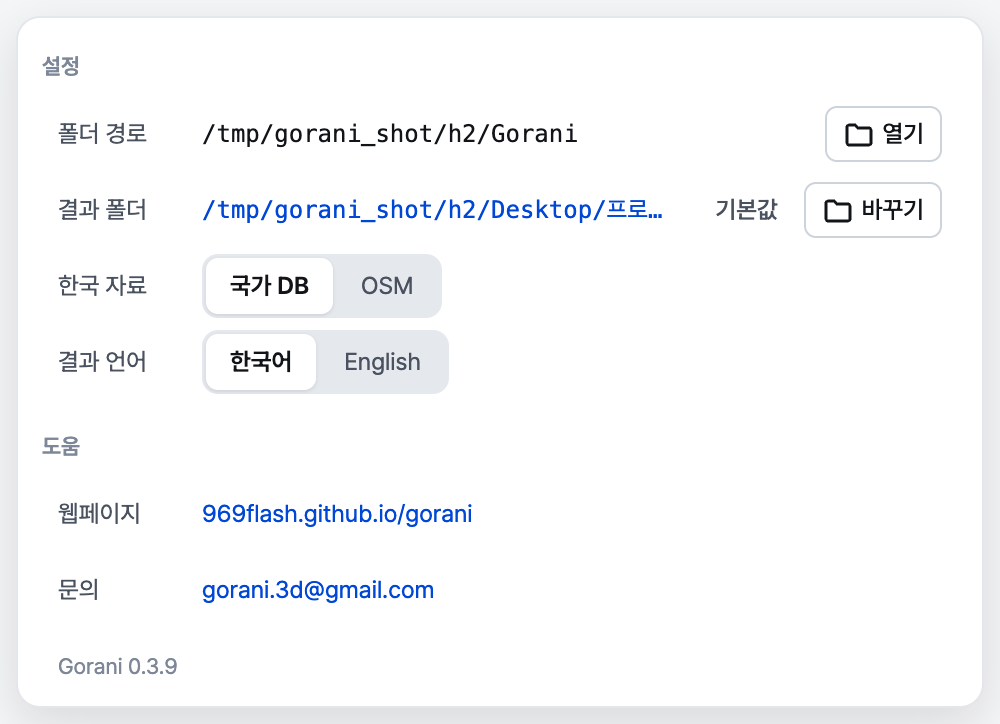 설정
폴더 경로 /tmp/gorani_shot/h2/Gorani 열기
결과 폴더 /tmp/gorani_shot/h2/Desktop/프로… 기본값 바꾸기
한국 자료 국가 DB OSM
결과 언어 한국어 English
도움
웹페이지 969flash.github.io/gorani
문의 gorani.3d@gmail.com
Gorani 0.3.9